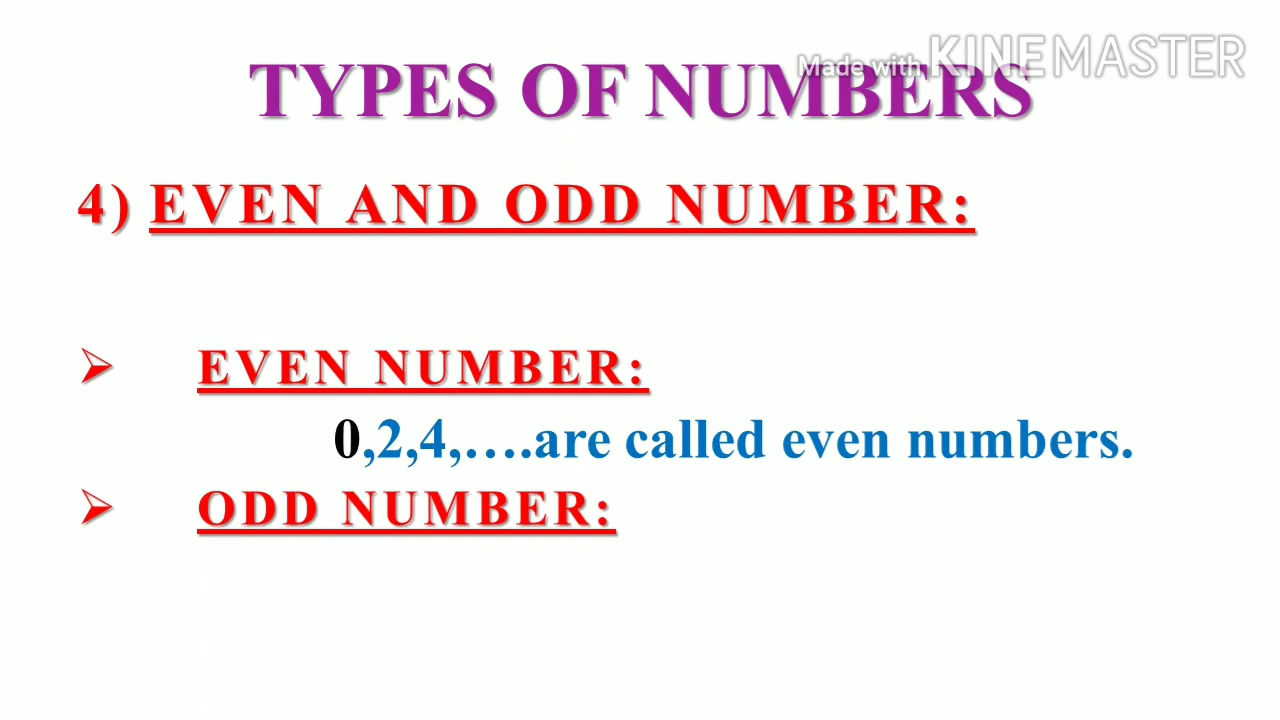 Made with KINEMASTER
TYPES OF NUMBERS
4) EVEN AND ODD NUMBER:
➢ EVEN NUMBER:
0,2,4,….are called even numbers.
➢ ODD NUMBER: